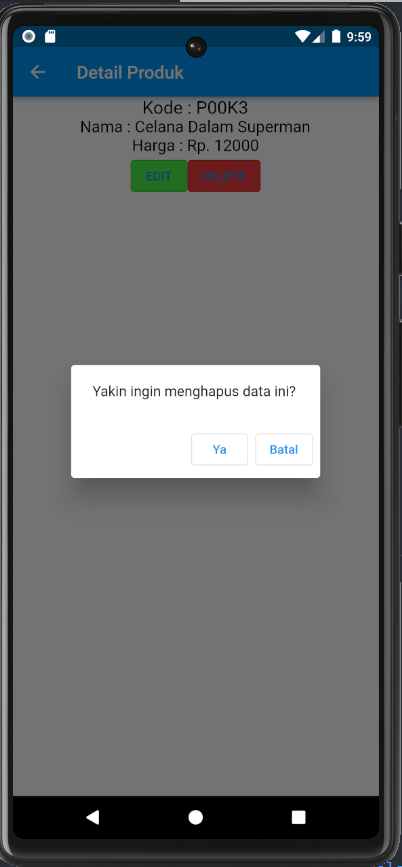 9:59
Detail Produk
Kode : P00K3
Nama : Celana Dalam Superman
Harga : Rp. 12000
EDIT DELETE
Yakin ingin menghapus data ini?
Ya Batal